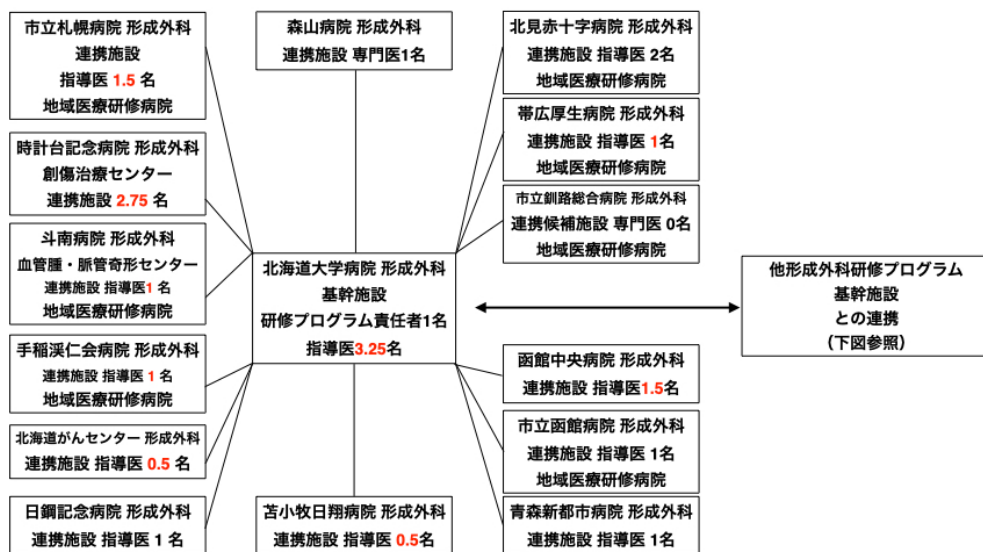 市立札幌病院 形成外科
連携施設
指導医 1.5 名
地域医療研修病院
時計台記念病院 形成外科
創傷治療センター
連携施設 2.75 名
斗南病院 形成外科
血管腫・脈管奇形センター
連携施設 指導医1 名
地域医療研修病院
手稲渓仁会病院 形成外科
連携施設 指導医 1 名
地域医療研修病院
北海道がんセンター 形成外科
連携施設 指導医 0.5 名
日鋼記念病院 形成外科
連携施設 指導医 1 名
森山病院 形成外科
連携施設 専門医1名
北海道大学病院 形成外科
基幹施設
研修プログラム責任者1名
指導医3.25名
苫小牧日翔病院 形成外科
連携施設 指導医 0.5名
北見赤十字病院 形成外科
連携施設 指導医 2名
地域医療研修病院
帯広厚生病院 形成外科
連携施設 指導医 1名
地域医療研修病院
市立釧路総合病院 形成外科
連携候補施設 専門医 0名
地域医療研修病院
函館中央病院 形成外科
連携施設 指導医1.5名
市立函館病院 形成外科
連携施設 指導医 1名
地域医療研修病院
青森新都市病院 形成外科
連携施設 指導医 1名
他形成外科研修プログラム
基幹施設
との連携
（下図参照）